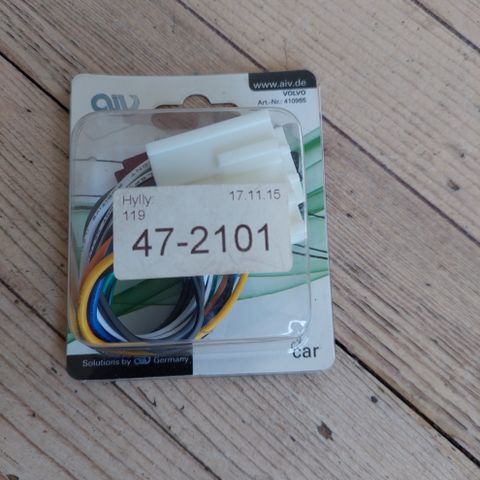 aiv
www.aiv.de
VOLVO
Art.-Nr.: 410966
Hylly: 17.11.15
119
47-2101
Solutions by aiv Germany
car